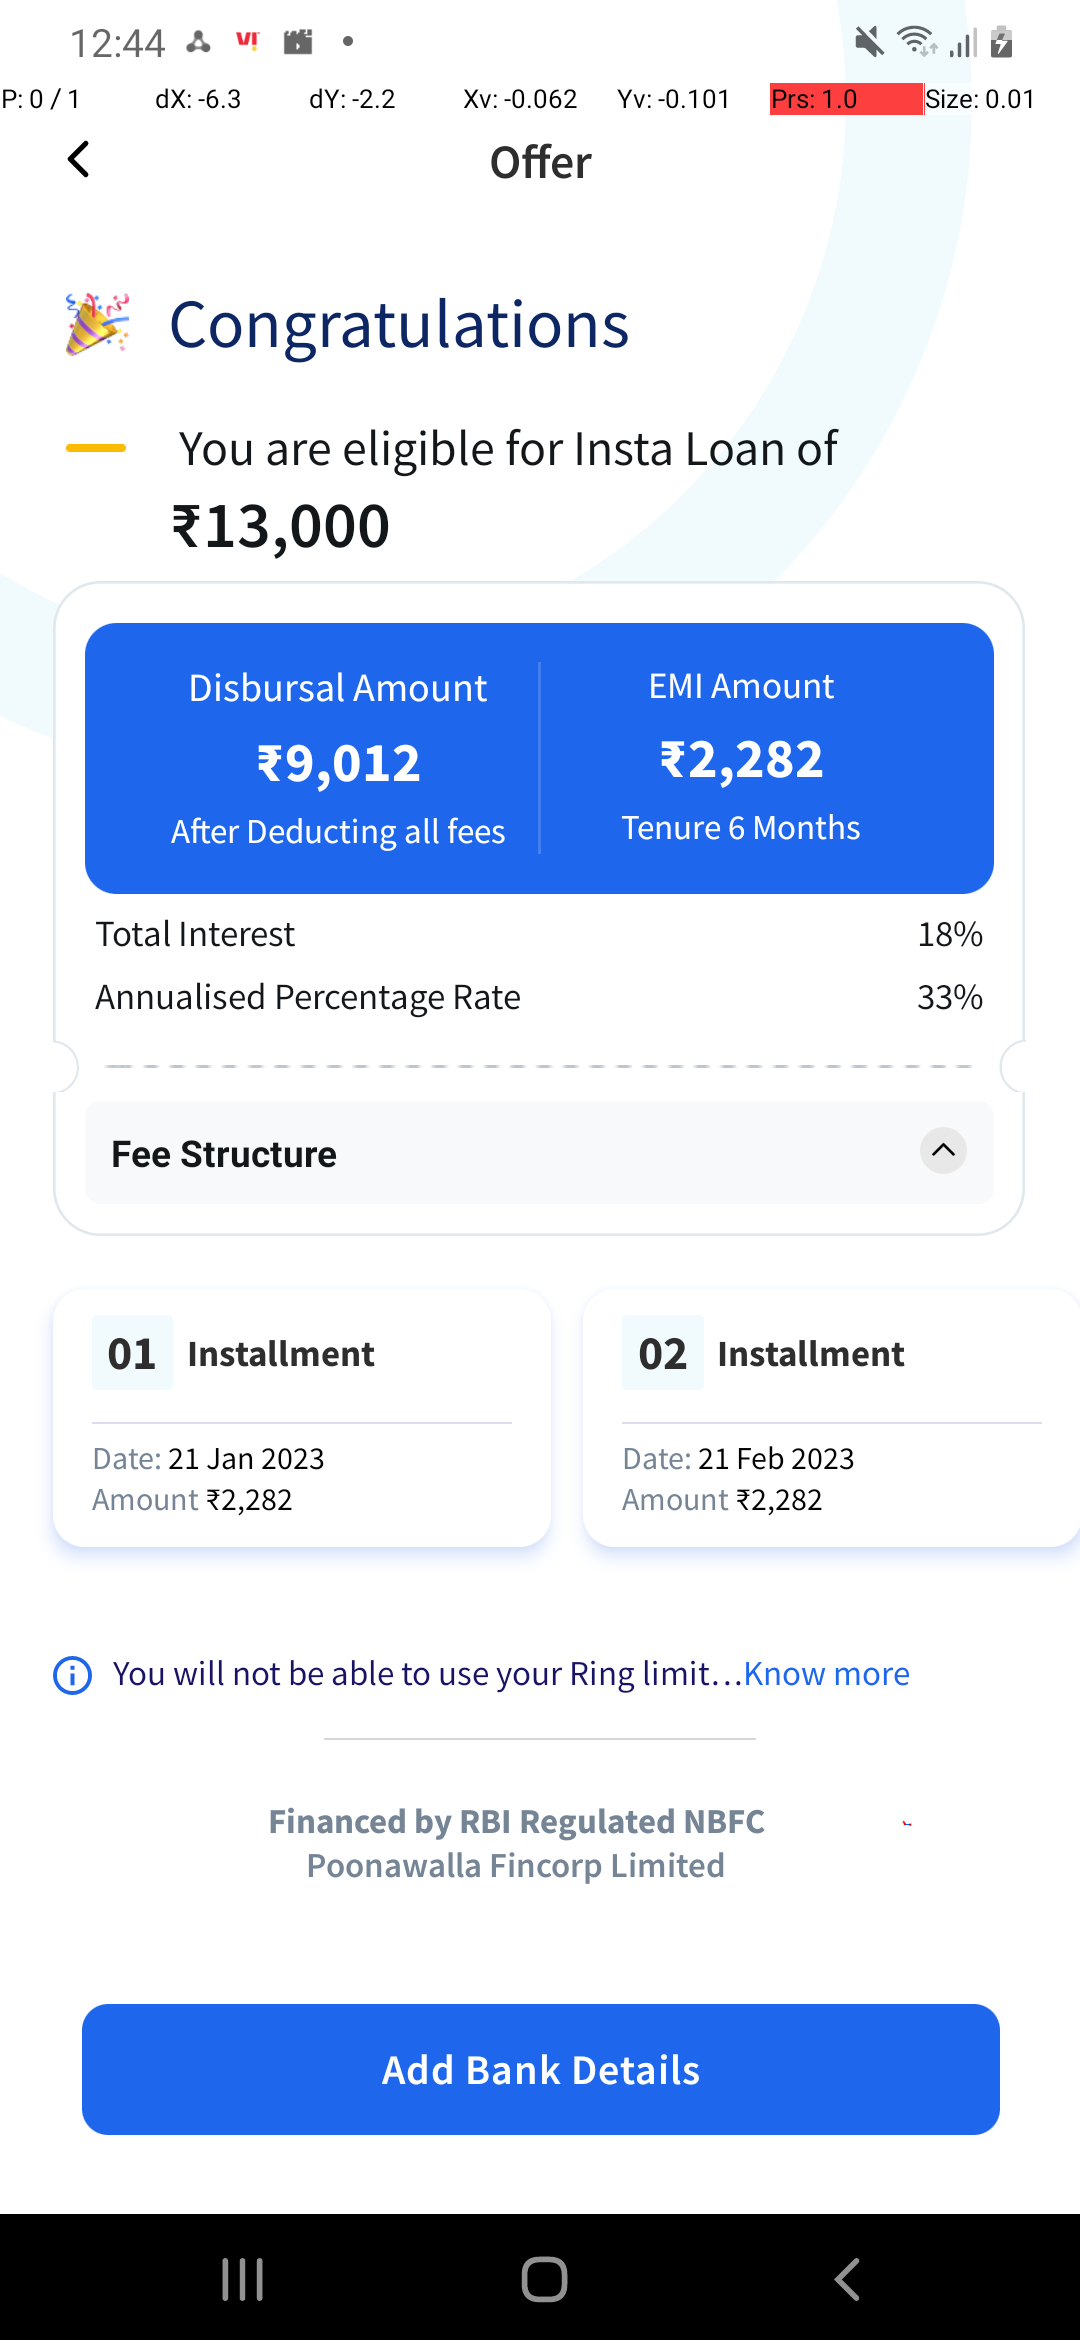 12:44
P: 0 / 1 dX: -6.3 dY: -2.2 Xv: -0.062 Yv: -0.101 Prs: 1.0 Size: 0.01
Offer
Congratulations
You are eligible for Insta Loan of
₹13,000
Disbursal Amount
₹9,012
After Deducting all fees
EMI Amount
₹2,282
Tenure 6 Months
Total Interest 18%
Annualised Percentage Rate 33%
Fee Structure
01 Installment
Date: 21 Jan 2023
Amount ₹2,282
02 Installment
Date: 21 Feb 2023
Amount ₹2,282
You will not be able to use your Ring limit...Know more
Financed by RBI Regulated NBFC
Poonawalla Fincorp Limited
Add Bank Details